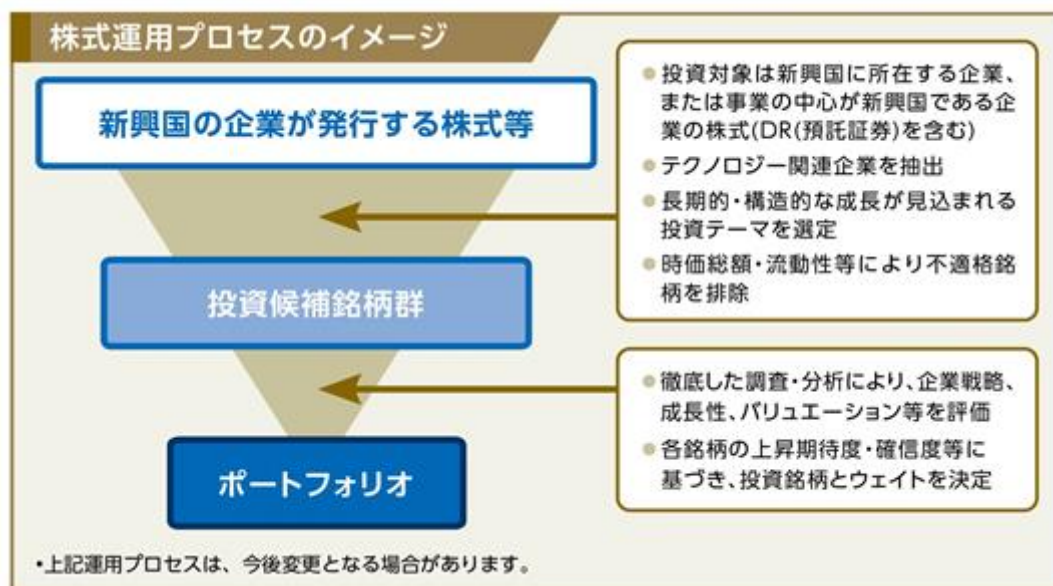 株式運用プロセスのイメージ
新興国の企業が発行する株式等
●投資対象は新興国に所在する企業、
または事業の中心が新興国である企
業の株式(DR(預託証券)を含む)
●テクノロジー関連企業を抽出
●長期的・構造的な成長が見込まれる
投資テーマを選定
●時価総額・流動性等により不適格銘
柄を排除
投資候補銘柄群
●徹底した調査・分析により、企業戦略、
成長性、バリュエーション等を評価
●各銘柄の上昇期待度・確信度等に
基づき、投資銘柄とウェイトを決定
ポートフォリオ
・上記運用プロセスは、今後変更となる場合があります。